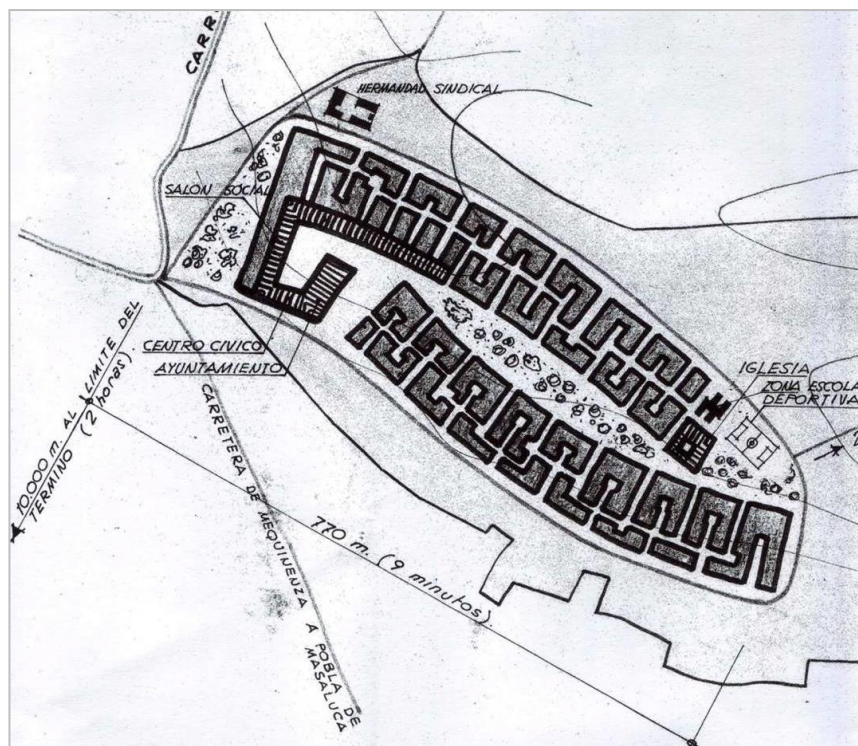 CARR
HERMANDAD SINDICAL
SALON SOCIAL
CENTRO CIVICO
AYUNTAMIENTO
IGLESIA
ZONA ESCOLA
DEPORTIVA
10.000 m. AL LIMITE DEL
TERMINO (2 horas).
CARRETERA DE MEQUINENZA A POBLA DE
MASALUCA
770 m. (9 minutos).